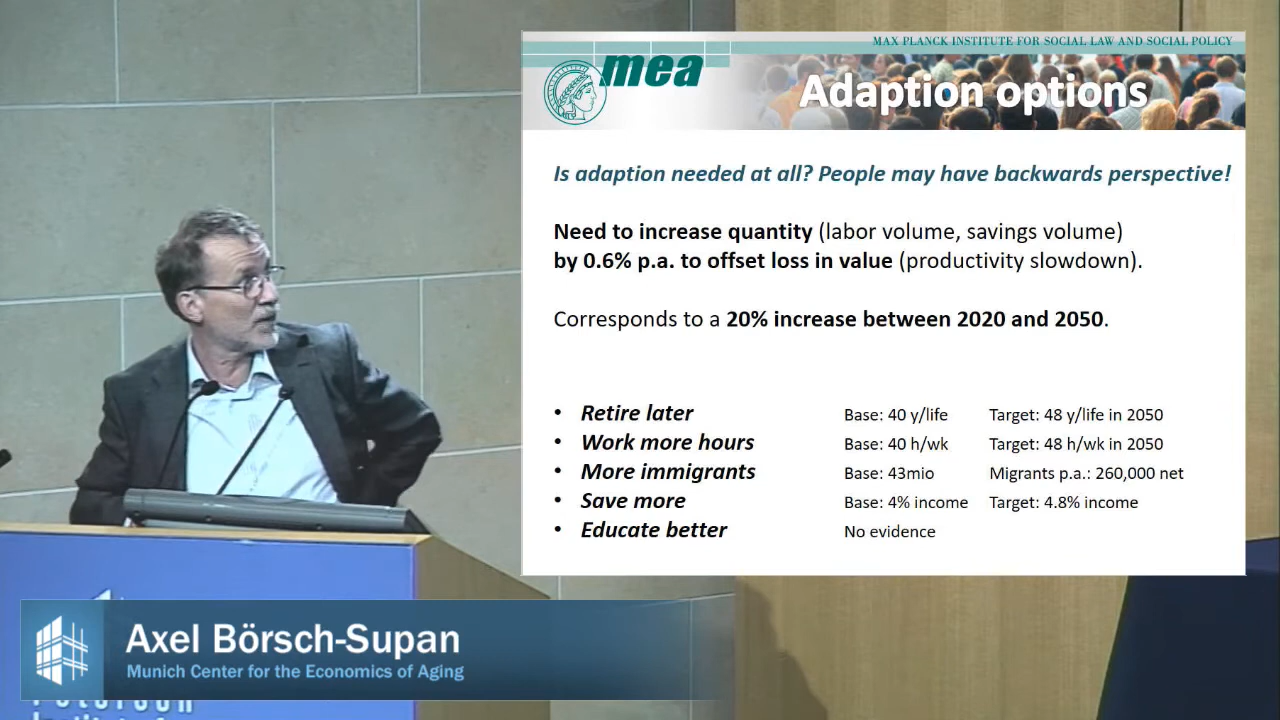 MAX PLANCK INSTITUTE FOR SOCIAL LAW AND SOCIAL POLICY
mea
Adaption options
Is adaption needed at all? People may have backwards perspective!
Need to increase quantity (labor volume, savings volume)
by 0.6% p.a. to offset loss in value (productivity slowdown).
Corresponds to a 20% increase between 2020 and 2050.
• Retire later Base: 40 y/life Target: 48 y/life in 2050
• Work more hours Base: 40 h/wk Target: 48 h/wk in 2050
• More immigrants Base: 43mio Migrants p.a.: 260,000 net
• Save more Base: 4% income Target: 4.8% income
• Educate better No evidence
Axel Börsch-Supan
Munich Center for the Economics of Aging
Peterson